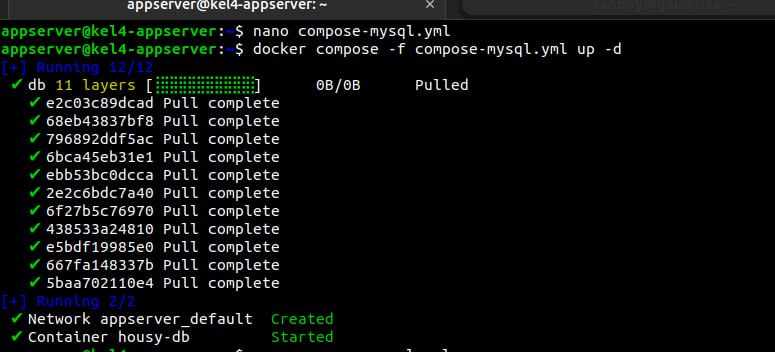 appserver@kel4-appserver: ~ ×
appserver@kel4-appserver:~$ nano compose-mysql.yml
appserver@kel4-appserver:~$ docker compose -f compose-mysql.yml up -d
[+] Running 12/12
✔ db 11 layers [⣿⣿⣿⣿⣿⣿⣿⣿⣿⣿⣿] 0B/0B Pulled
✔ e2c03c89dcad Pull complete
✔ 68eb43837bf8 Pull complete
✔ 796892ddf5ac Pull complete
✔ 6bca45eb31e1 Pull complete
✔ ebb53bc0dcca Pull complete
✔ 2e2c6bdc7a40 Pull complete
✔ 6f27b5c76970 Pull complete
✔ 438533a24810 Pull complete
✔ e5bdf19985e0 Pull complete
✔ 667fa148337b Pull complete
✔ 5baa702110e4 Pull complete
[+] Running 2/2
✔ Network appserver_default Created
✔ Container housy-db Started